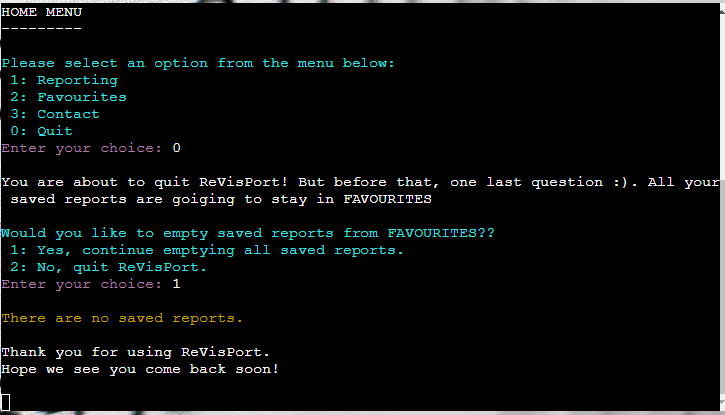 HOME MENU
---------
Please select an option from the menu below:
1: Reporting
2: Favourites
3: Contact
0: Quit
Enter your choice: 0
You are about to quit ReVisPort! But before that, one last question :). All your
saved reports are goiging to stay in FAVOURITES
Would you like to empty saved reports from FAVOURITES??
1: Yes, continue emptying all saved reports.
2: No, quit ReVisPort.
Enter your choice: 1
There are no saved reports.
Thank you for using ReVisPort.
Hope we see you come back soon!